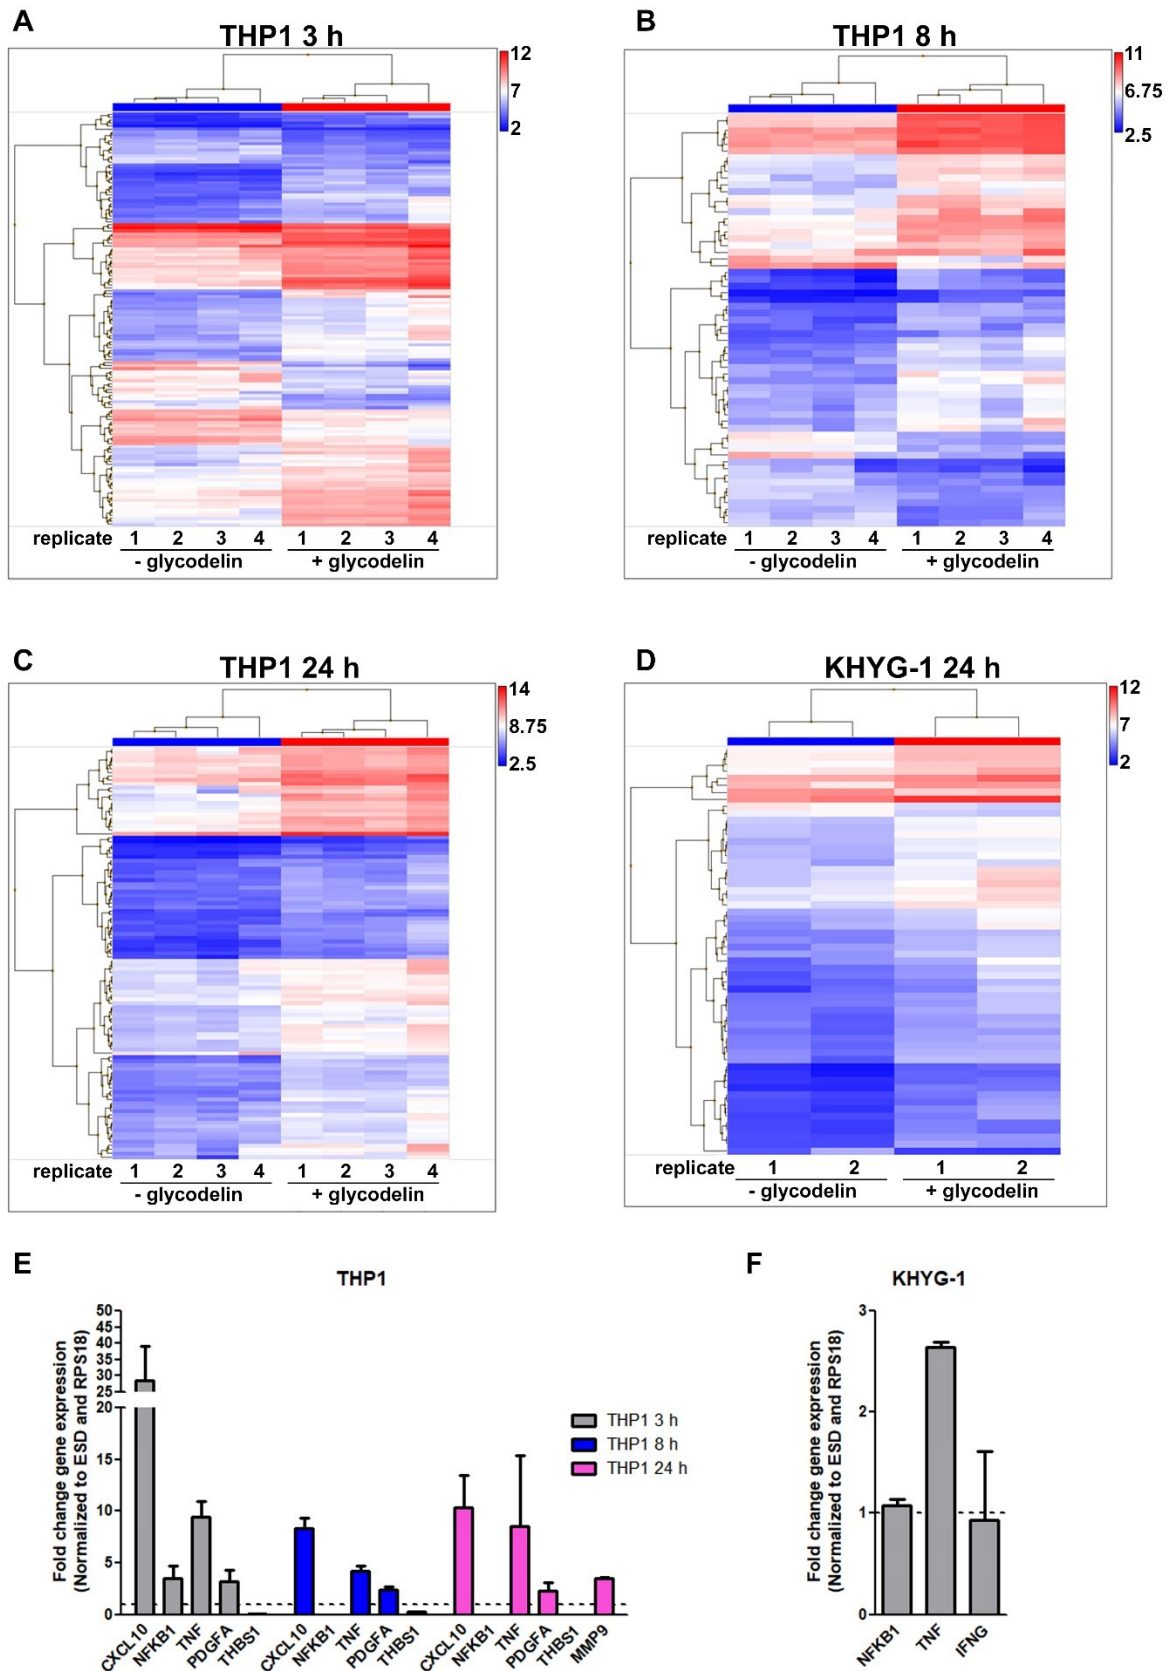 A
THP1 3 h
12
7
2
replicate 1 2 3 4 1 2 3 4
- glycodelin + glycodelin
B
THP1 8 h
11
6.75
2.5
replicate 1 2 3 4 1 2 3 4
- glycodelin + glycodelin
C
THP1 24 h
14
8.75
2.5
replicate 1 2 3 4 1 2 3 4
- glycodelin + glycodelin
D
KHYG-1 24 h
12
7
2
replicate 1 2 1 2
- glycodelin + glycodelin
E
THP1
Fold change gene expression
(Normalized to ESD and RPS18)
50
45
40
35
30
25
20
15
10
5
0
THP1 3 h
THP1 8 h
THP1 24 h
CXCL10 NFKB1 TNF PDGFA THBS1 CXCL10 NFKB1 TNF PDGFA THBS1 CXCL10 NFKB1 TNF PDGFA THBS1 MMP9
F
KHYG-1
Fold change gene expression
(Normalized to ESD and RPS18)
3
2
1
0
NFKB1 TNF IFNG